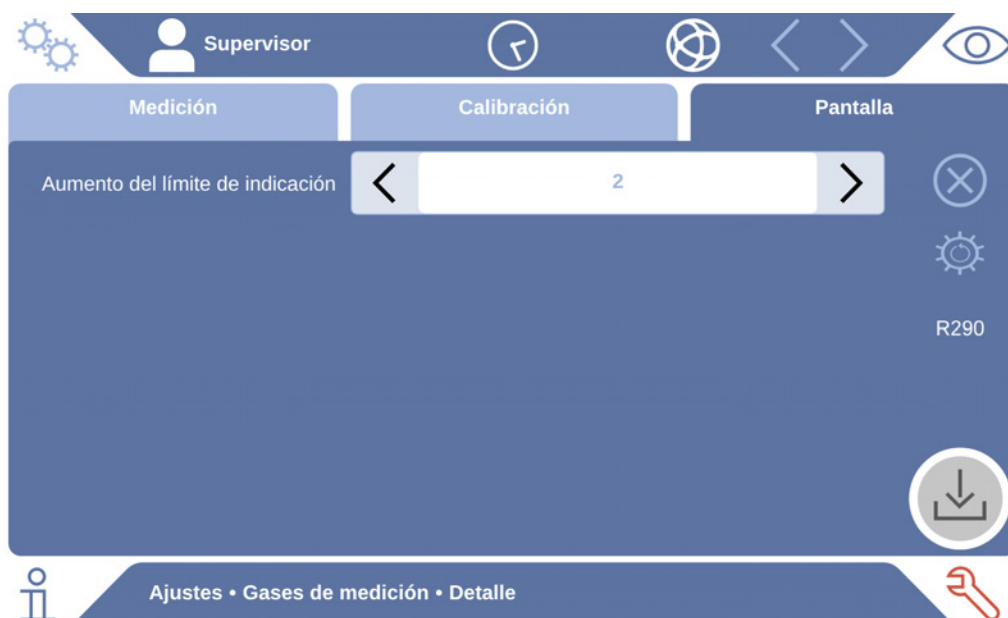 Supervisor
Medición
Calibración
Pantalla
Aumento del límite de indicación
2
R290
Ajustes • Gases de medición • Detalle